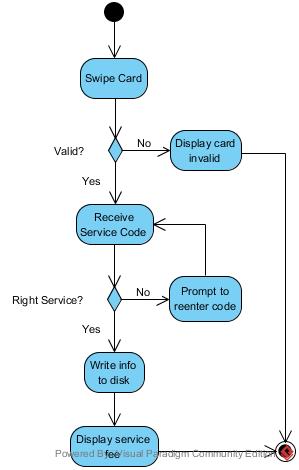 Swipe Card
Valid?
No
Display card
invalid
Yes
Receive
Service Code
Right Service?
No
Prompt to
reenter code
Yes
Write info
to disk
Display service
fee
Powered By Visual Paradigm Community Edition